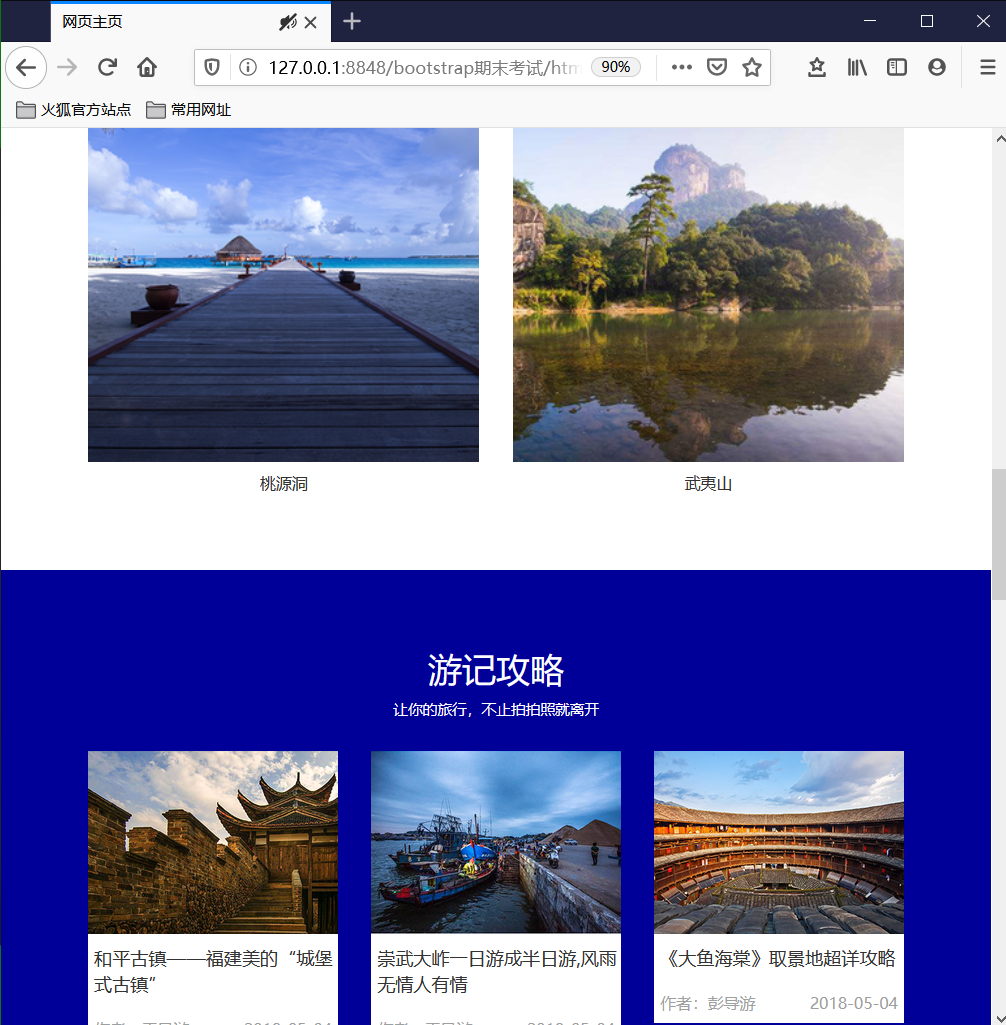 网页主页
127.0.0.1:8848/bootstrap期末考试/htm
90%
火狐官方站点 常用网址
桃源洞 武夷山
游记攻略
让你的旅行，不止拍拍照就离开
和平古镇——福建美的“城堡
式古镇”
崇武大岞一日游成半日游,风雨
无情人有情
《大鱼海棠》取景地超详攻略
作者：彭导游 2018-05-04